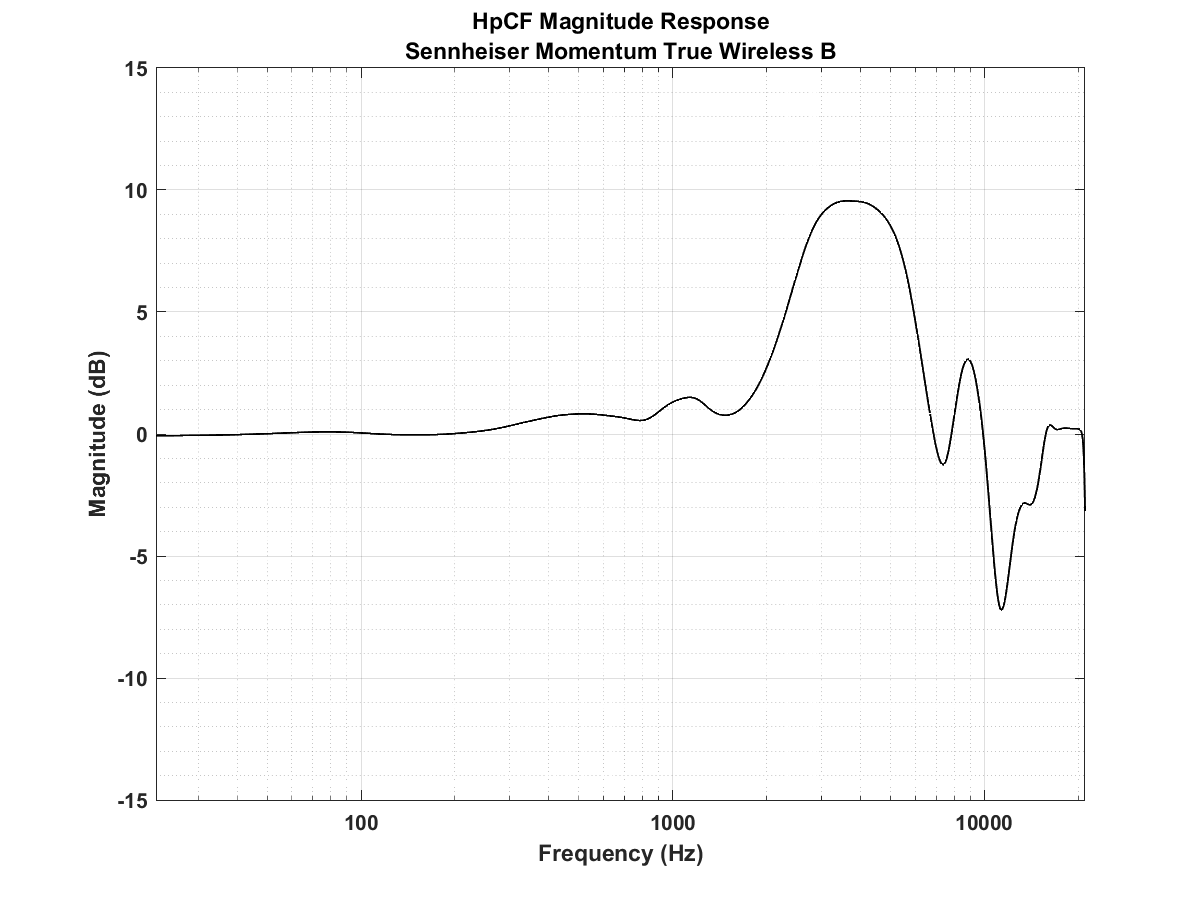 HpCF Magnitude Response
Sennheiser Momentum True Wireless B
15
10
5
0
-5
-10
-15
Magnitude (dB)
100
1000
10000
Frequency (Hz)